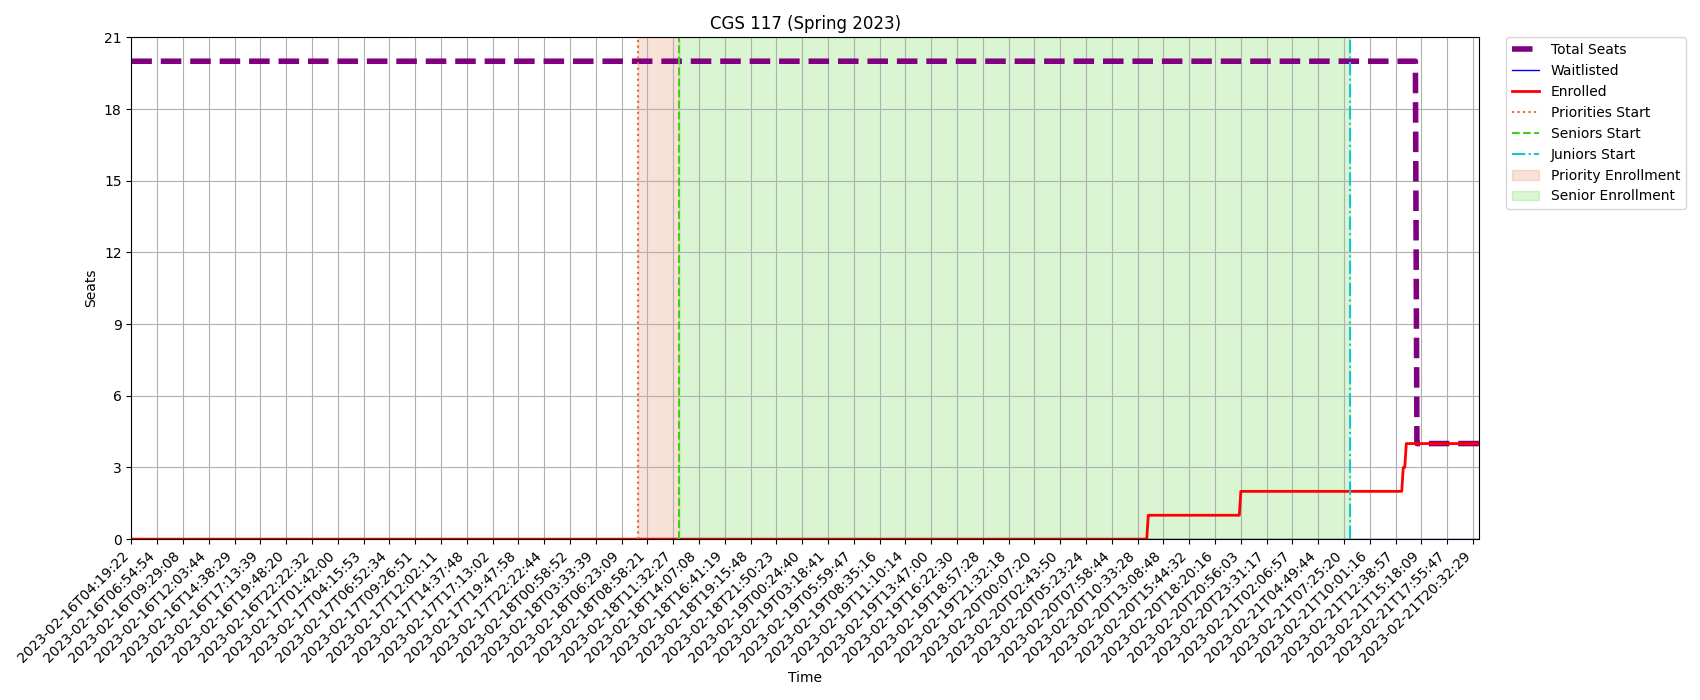 CGS 117 (Spring 2023)
Total Seats
Waitlisted
Enrolled
Priorities Start
Seniors Start
Juniors Start
Priority Enrollment
Senior Enrollment
Seats
21
18
15
12
9
6
3
0
2023-02-16T04:19:22
2023-02-16T06:54:54
2023-02-16T09:29:08
2023-02-16T12:03:44
2023-02-16T14:38:29
2023-02-16T17:13:39
2023-02-16T19:48:20
2023-02-16T22:22:32
2023-02-17T01:42:00
2023-02-17T04:15:53
2023-02-17T06:52:34
2023-02-17T09:26:51
2023-02-17T12:02:11
2023-02-17T14:37:48
2023-02-17T17:13:02
2023-02-17T19:47:58
2023-02-17T22:22:44
2023-02-18T00:58:52
2023-02-18T03:33:39
2023-02-18T06:23:09
2023-02-18T08:58:21
2023-02-18T11:32:27
2023-02-18T14:07:08
2023-02-18T16:41:19
2023-02-18T19:15:48
2023-02-18T21:50:23
2023-02-19T00:24:40
2023-02-19T03:18:41
2023-02-19T05:59:47
2023-02-19T08:35:16
2023-02-19T11:10:14
2023-02-19T13:47:00
2023-02-19T16:22:30
2023-02-19T18:57:28
2023-02-19T21:32:18
2023-02-20T00:07:20
2023-02-20T02:43:50
2023-02-20T05:23:24
2023-02-20T07:58:44
2023-02-20T10:33:28
2023-02-20T13:08:48
2023-02-20T15:44:32
2023-02-20T18:20:16
2023-02-20T20:56:03
2023-02-20T23:31:17
2023-02-21T02:06:57
2023-02-21T04:49:44
2023-02-21T07:25:20
2023-02-21T10:01:16
2023-02-21T12:38:57
2023-02-21T15:18:09
2023-02-21T17:55:47
2023-02-21T20:32:29
Time